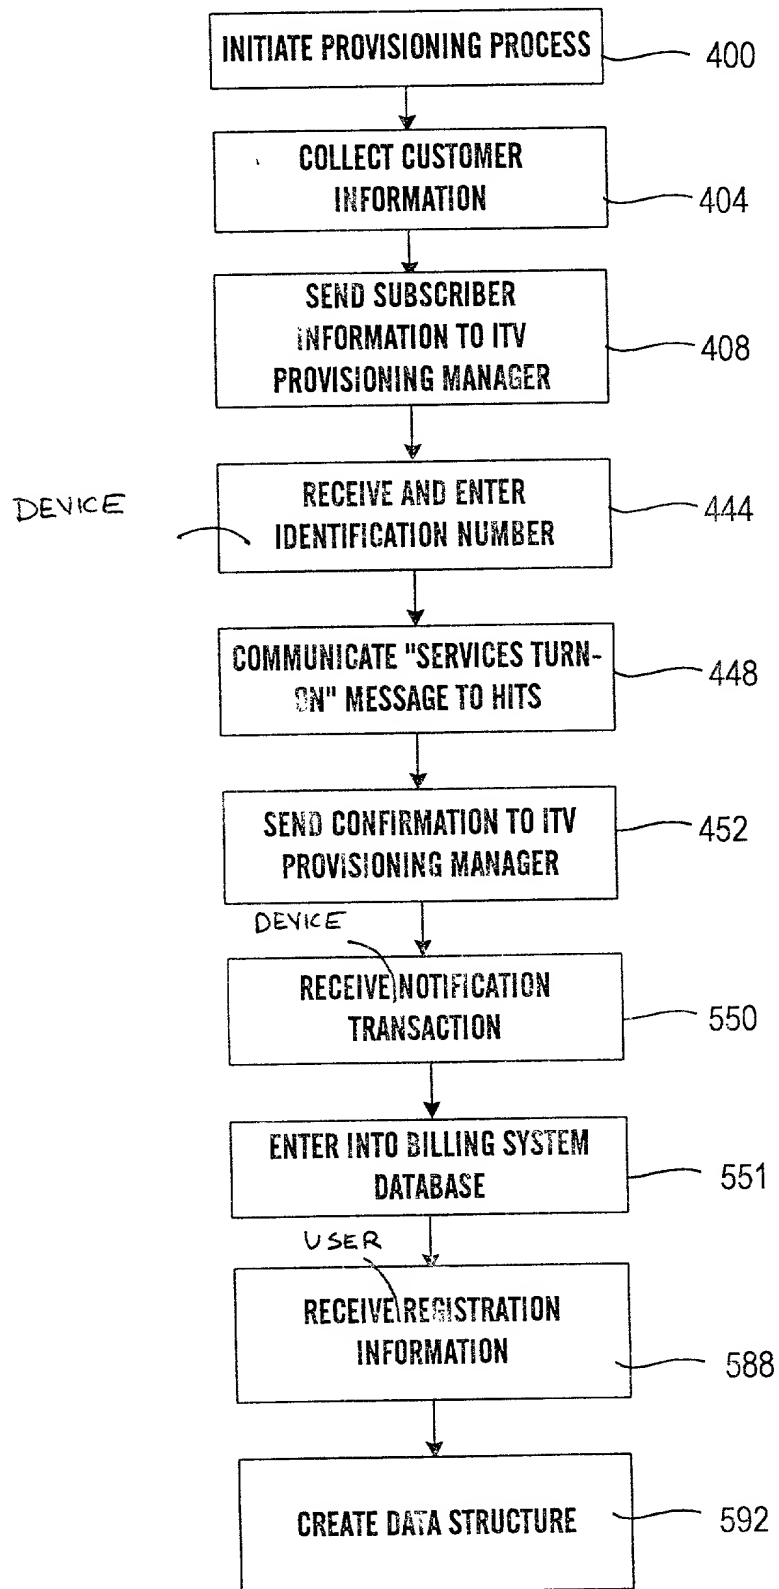 INITIATE PROVISIONING PROCESS
400
COLLECT CUSTOMER
INFORMATION
404
SEND SUBSCRIBER
INFORMATION TO ITV
PROVISIONING MANAGER
408
DEVICE
RECEIVE AND ENTER
IDENTIFICATION NUMBER
444
COMMUNICATE "SERVICES TURN-
ON" MESSAGE TO HITS
448
SEND CONFIRMATION TO ITV
PROVISIONING MANAGER
452
DEVICE
RECEIVE NOTIFICATION
TRANSACTION
550
ENTER INTO BILLING SYSTEM
DATABASE
551
USER
RECEIVE REGISTRATION
INFORMATION
588
CREATE DATA STRUCTURE
592